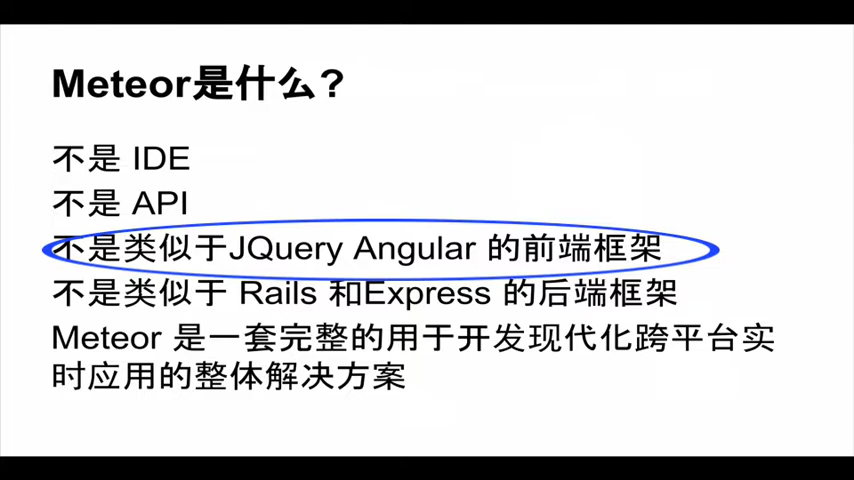 Meteor是什么?
不是 IDE
不是 API
不是类似于JQuery Angular 的前端框架
不是类似于 Rails 和Express 的后端框架
Meteor 是一套完整的用于开发现代化跨平台实
时应用的整体解决方案